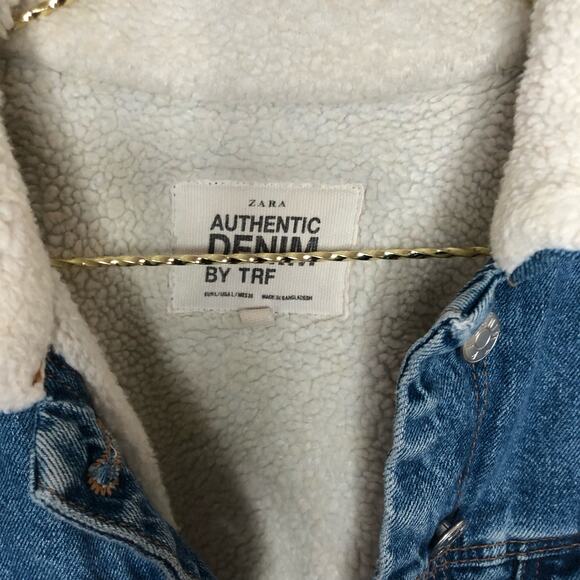 ZARA
AUTHENTIC
DENIM
BY TRF
EUR L / USA L / MEX 30 MADE IN BANGLADESH